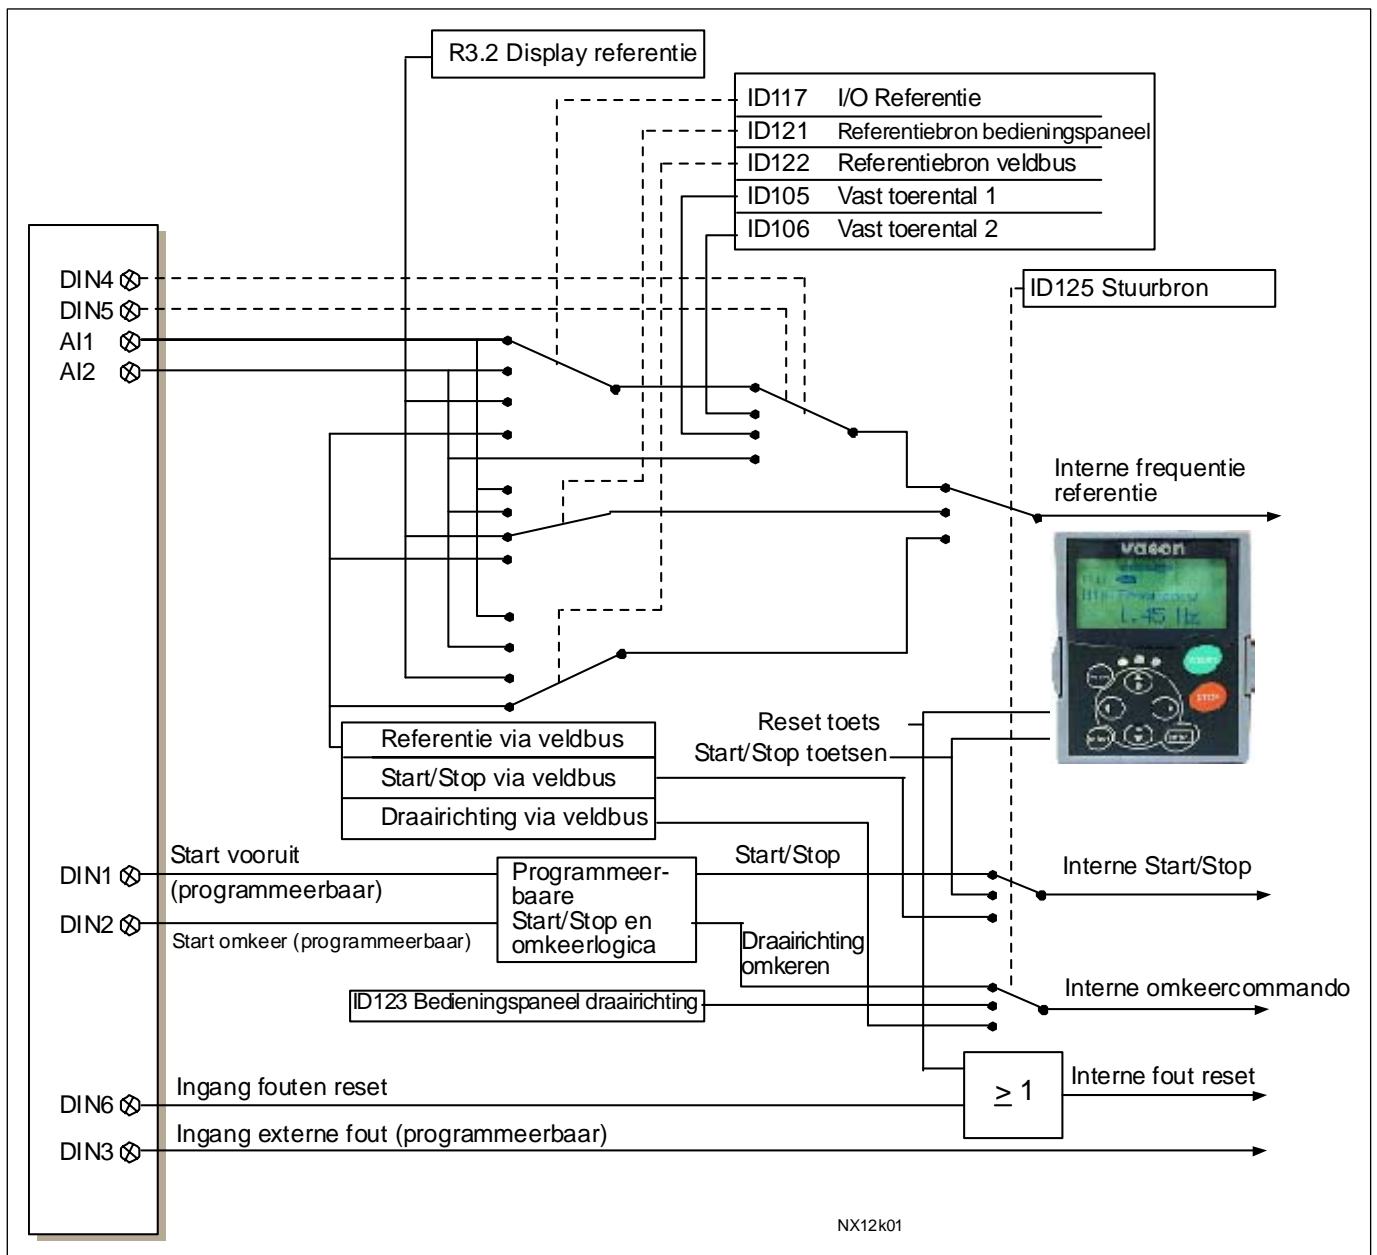 R3.2 Display referentie
ID117 I/O Referentie
ID121 Referentiebron bedieningspaneel
ID122 Referentiebron veldbus
ID105 Vast toerental 1
ID106 Vast toerental 2
DIN4
DIN5
AI1
AI2
ID125 Stuurbron
Interne frequentie
referentie
1.45 Hz
STOP
Reset toets
Start/Stop toetsen
Referentie via veldbus
Start/Stop via veldbus
Draairichting via veldbus
DIN1
Start vooruit
(programmeerbaar)
DIN2
Start omkeer (programmeerbaar)
Programmeer-
baare
Start/Stop en
omkeerlogica
Start/Stop
Draairichting
omkeren
Interne Start/Stop
ID123 Bedieningspaneel draairichting
Interne omkeercommando
DIN6
Ingang fouten reset
≥ 1
Interne fout reset
DIN3
Ingang externe fout (programmeerbaar)
NX12k01